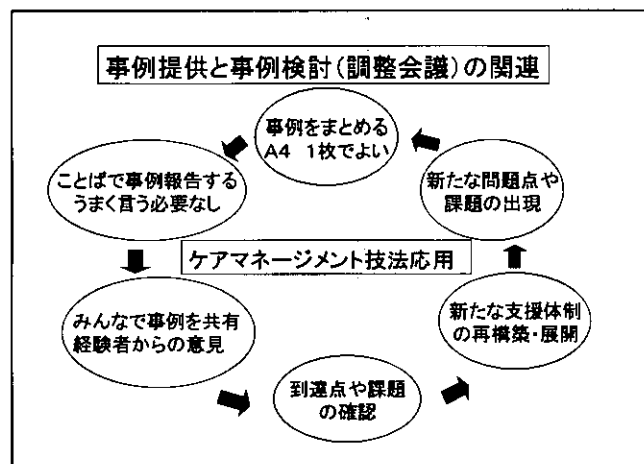 事例提供と事例検討(調整会議)の関連
事例をまとめる
A4 1枚でよい
ことばで事例報告する
うまく言う必要なし
新たな問題点や
課題の出現
ケアマネージメント技法応用
みんなで事例を共有
経験者からの意見
新たな支援体制
の再構築・展開
到達点や課題
の確認